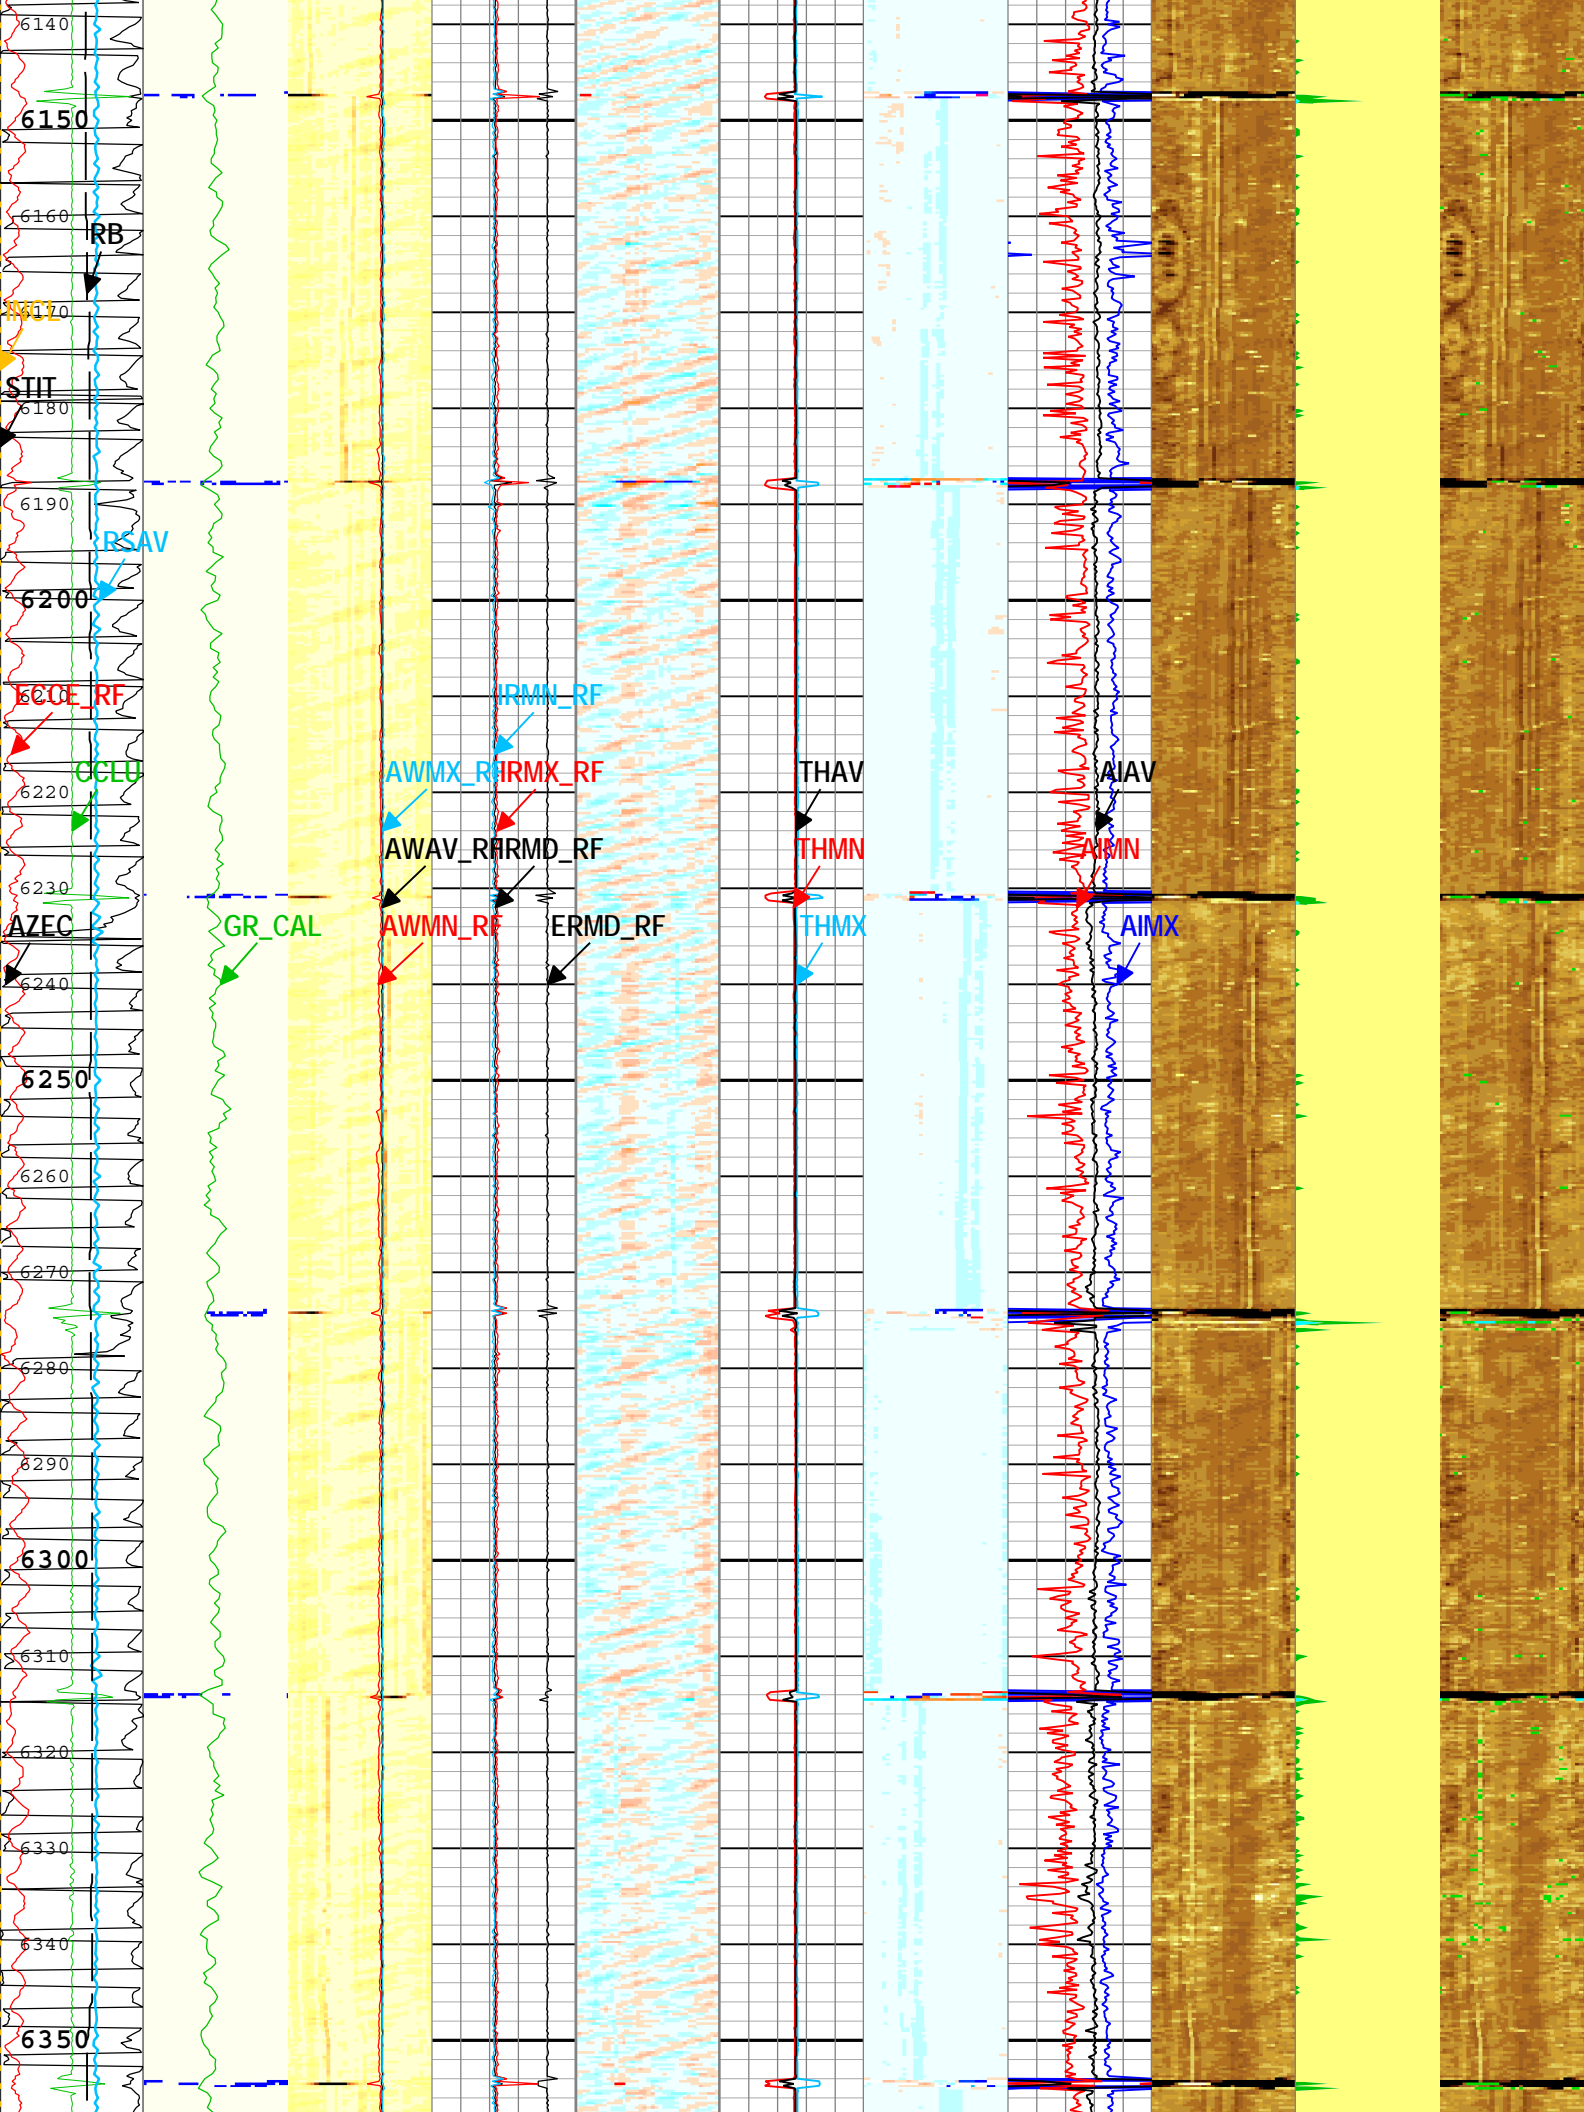 6140
6150
6160
RB
INCL
6170
STIT
6180
6190
RSAV
6200
ECCE_RF
6210
IRMN_RF
CCLU
AWMX_RF
IRMX_RF
THAV
AIAV
6220
AWAV_RF
IRMD_RF
THMN
AIMN
6230
AZEC
GR_CAL
AWMN_RF
ERMD_RF
THMX
AIMX
6240
6250
6260
6270
6280
6290
6300
6310
6320
6330
6340
6350